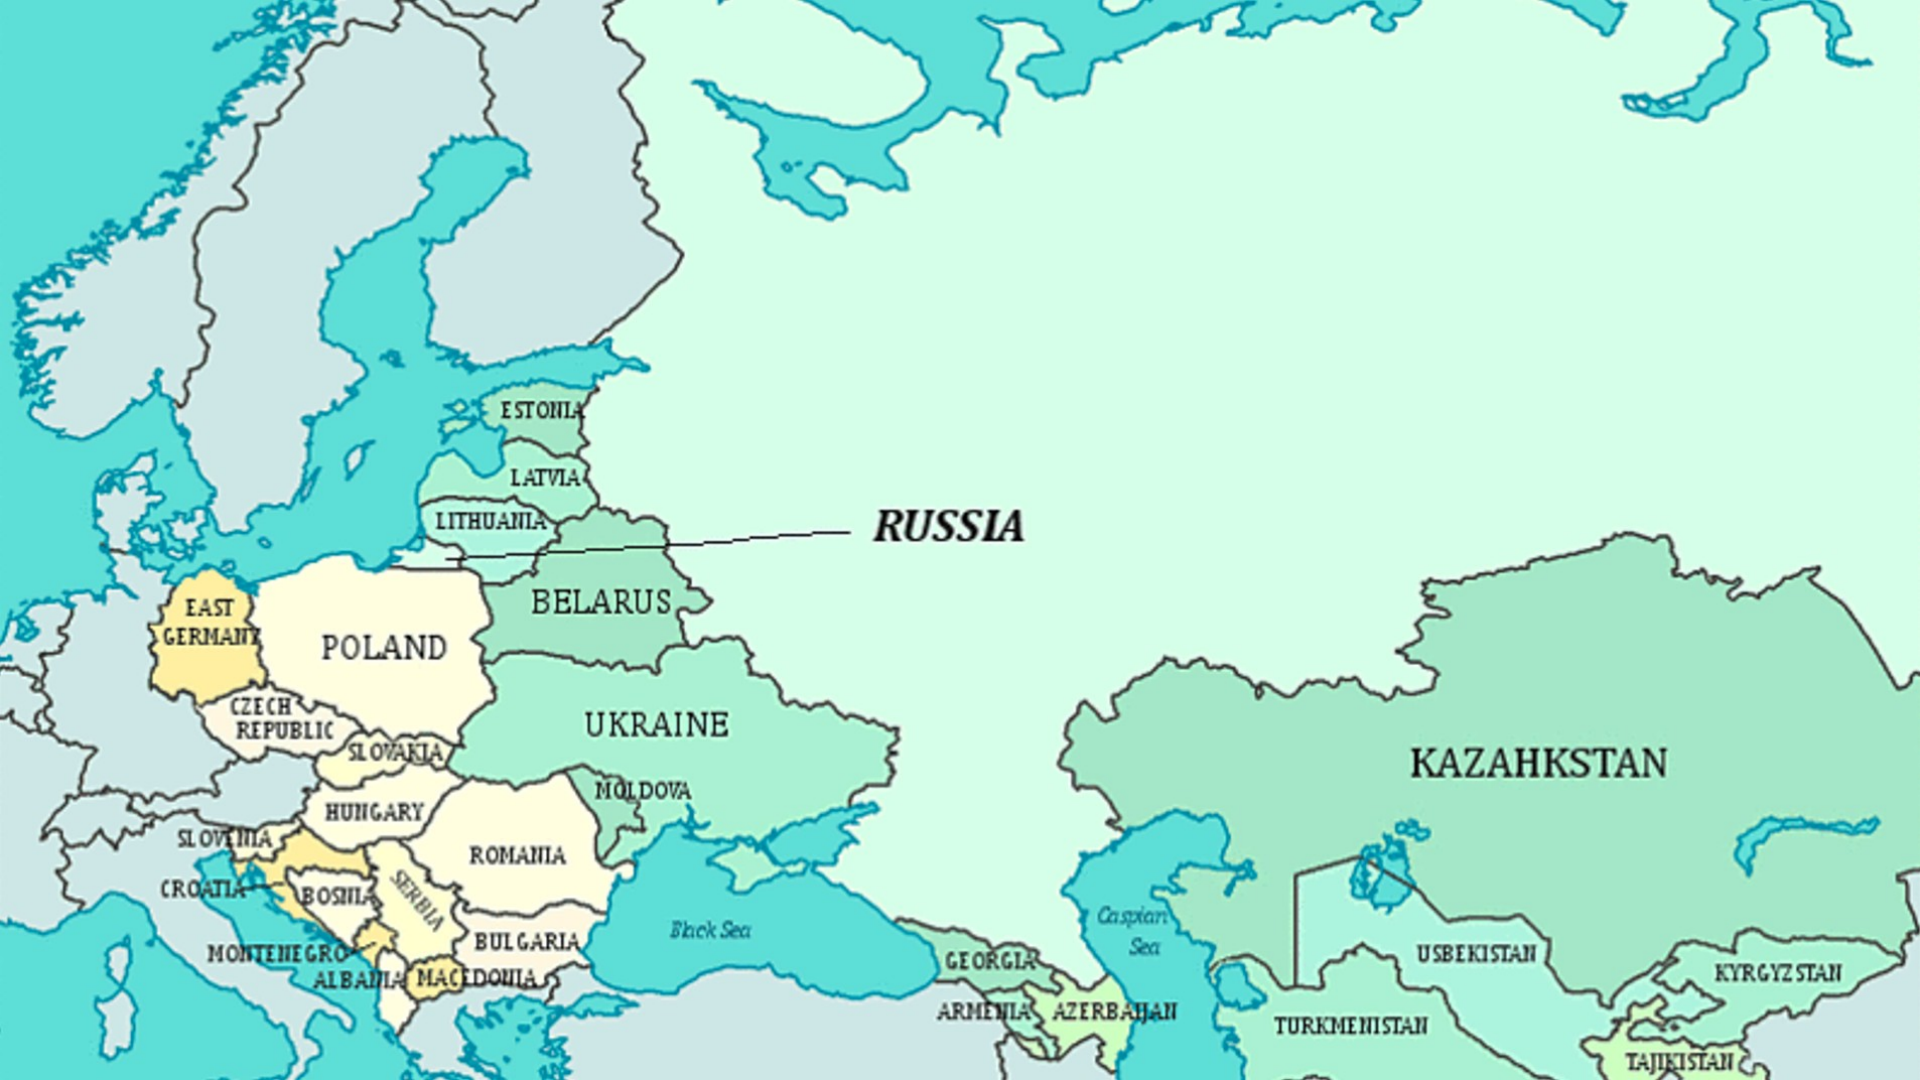 ESTONIA
LATVIA
LITHUANIA
RUSSIA
BELARUS
EAST
GERMANY
POLAND
CZECH
REPUBLIC
UKRAINE
SLOVAKIA
KAZAHKSTAN
MOLDOVA
HUNGARY
SLOVENIA
ROMANIA
CROATIA
BOSNIA
SERBIA
Black Sea
Caspian
Sea
BULGARIA
MONTENEGRO
USBEKISTAN
GEORGIA
ALBANIA
MACEDONIA
KYRGYZSTAN
ARMENIA
AZERBAIJAN
TURKMENISTAN
TAJIKISTAN